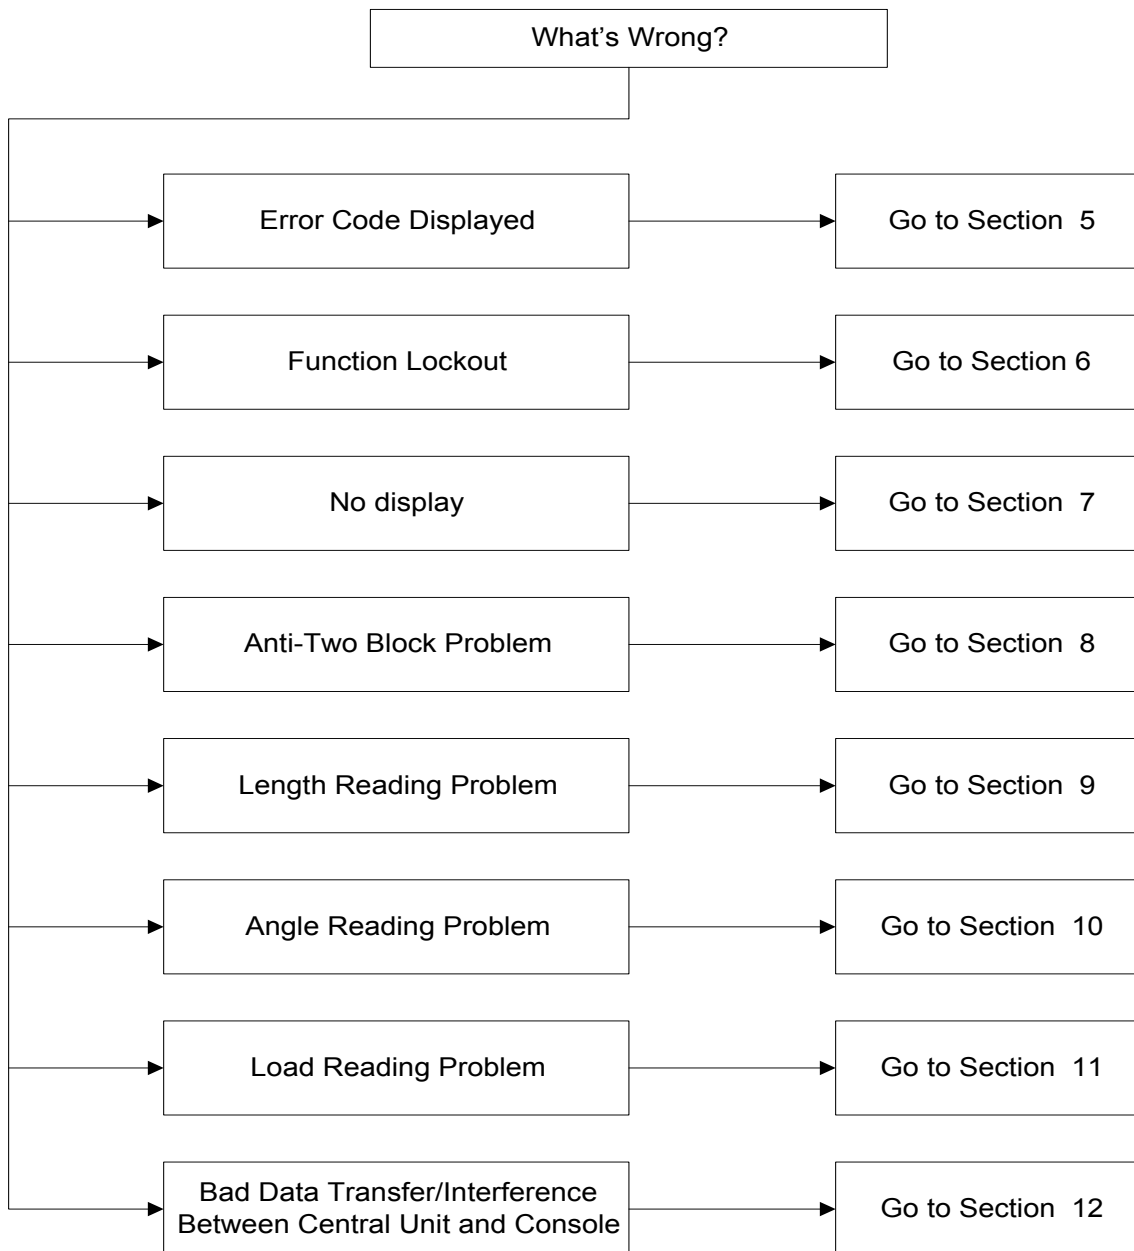 What's Wrong?
Error Code Displayed
Go to Section 5
Function Lockout
Go to Section 6
No display
Go to Section 7
Anti-Two Block Problem
Go to Section 8
Length Reading Problem
Go to Section 9
Angle Reading Problem
Go to Section 10
Load Reading Problem
Go to Section 11
Bad Data Transfer/Interference
Between Central Unit and Console
Go to Section 12